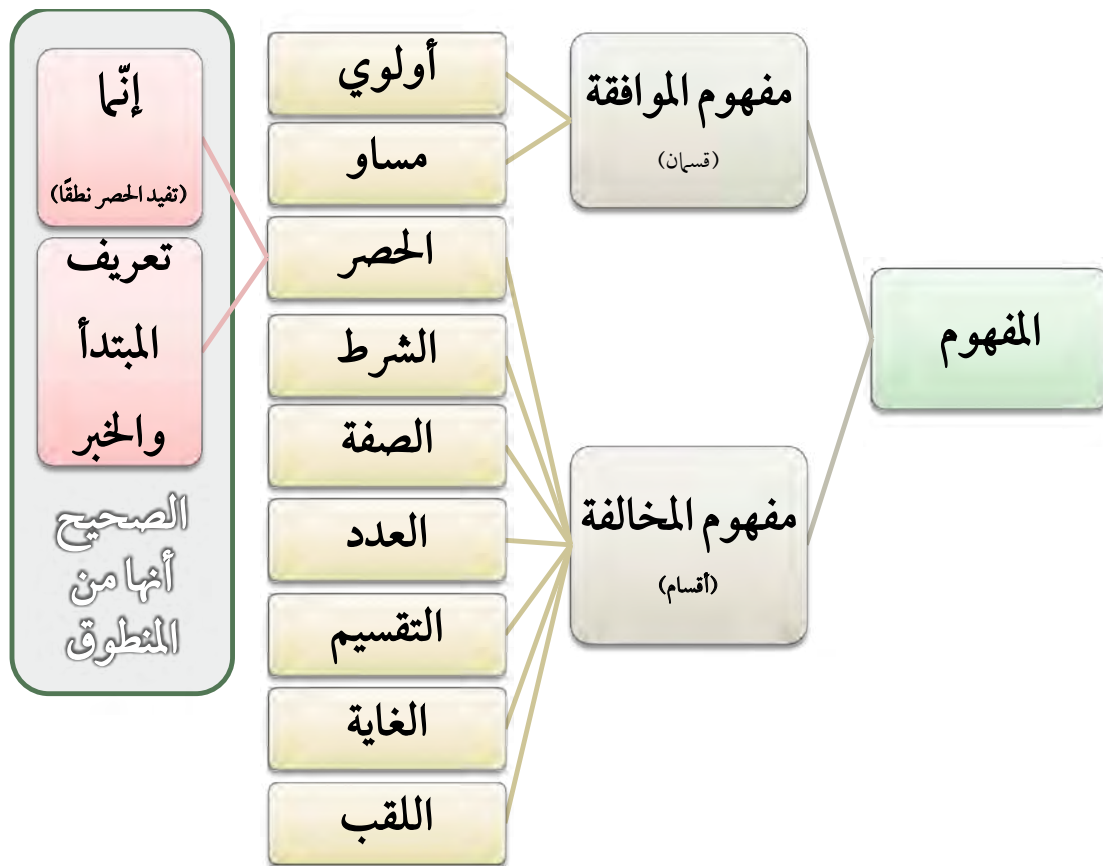 المفهوم
مفهوم الموافقة
(قسمان)
أولوي
مساو
مفهوم المخالفة
(أقسام)
الحصر
الشرط
الصفة
العدد
التقسيم
الغاية
اللقب
إنّما
(تفيد الحصر نطقًا)
تعريف
المبتدأ
والخبر
الصحيح
أنها من
المنطوق